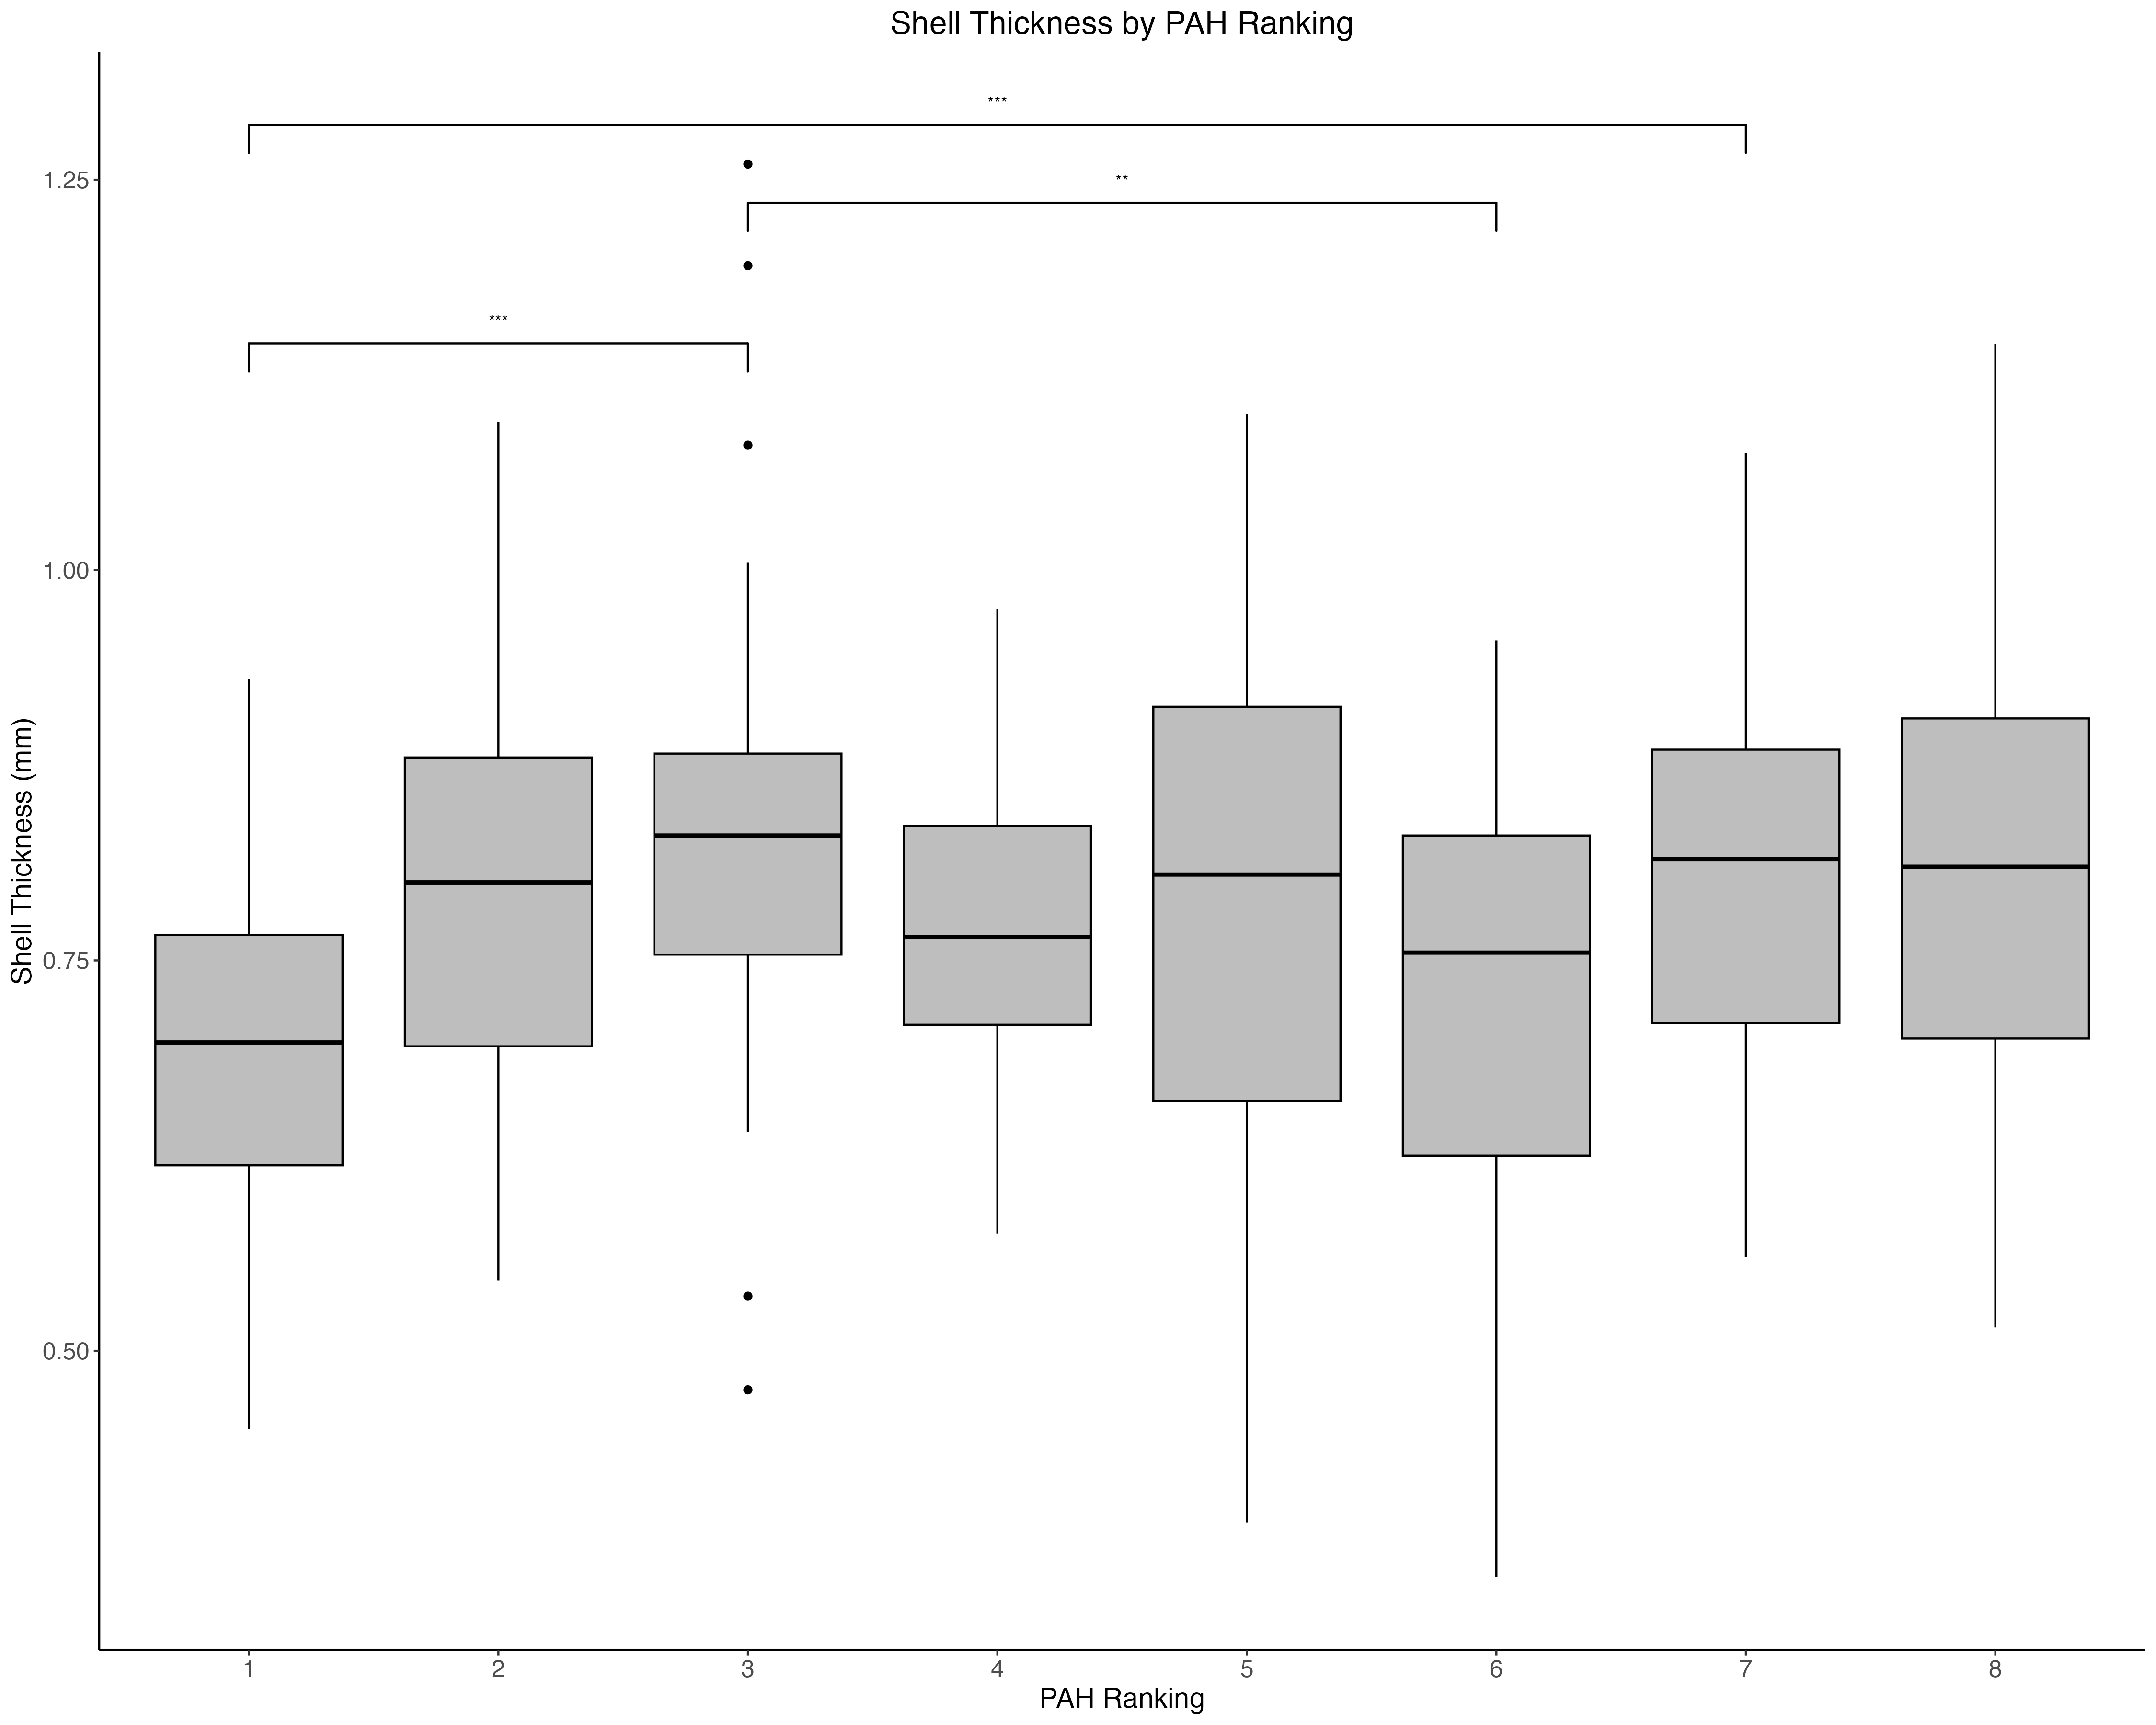 Shell Thickness by PAH Ranking
***
1.25
**
***
1.00
Shell Thickness (mm)
0.75
0.50
1 2 3 4 5 6 7 8
PAH Ranking